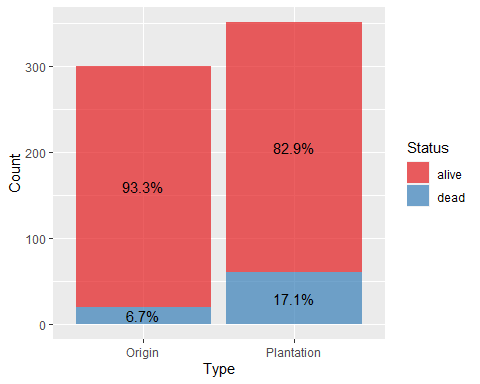 Count
300
200
100
0
93.3%
6.7%
82.9%
17.1%
Origin
Plantation
Type
Status
alive
dead